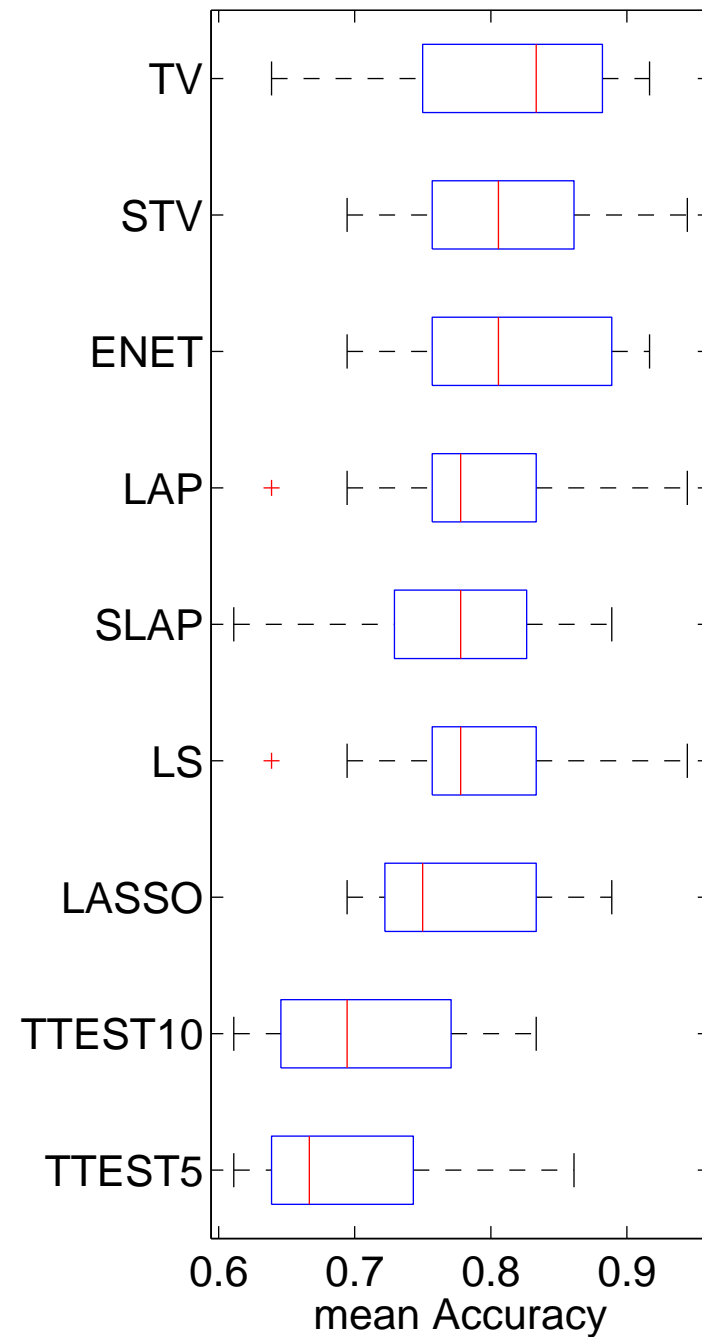 TV
STV
ENET
LAP
SLAP
LS
LASSO
TTEST10
TTEST5
0.6 0.7 0.8 0.9
mean Accuracy